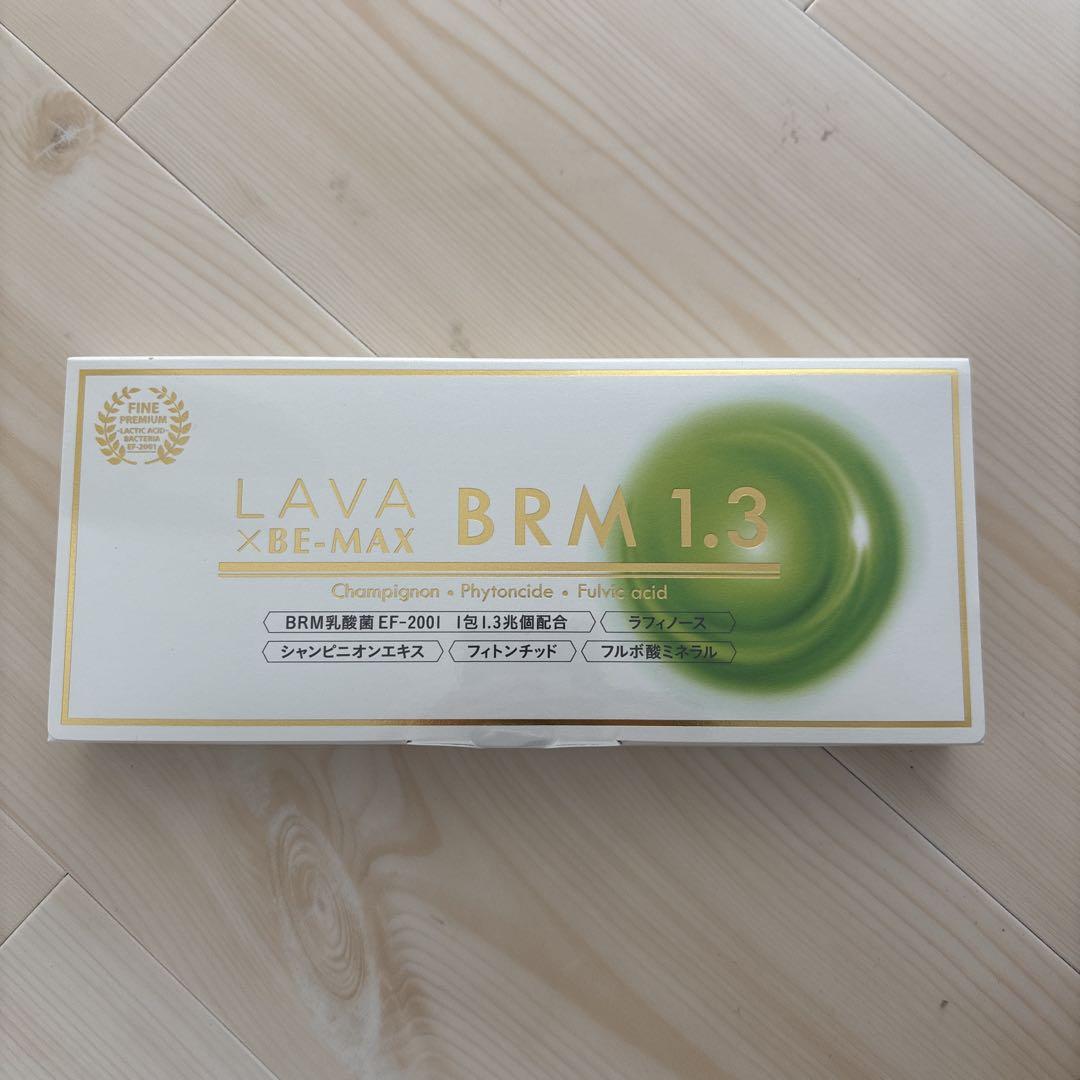 FINE
PREMIUM
-LACTIC ACID-
BACTERIA
EF-2001
LAVA
×BE-MAX
BRM 1.3
Champignon • Phytoncide • Fulvic acid
BRM乳酸菌 EF-2001 1包1.3兆個配合
ラフィノース
シャンピニオンエキス
フィトンチッド
フルボ酸ミネラル